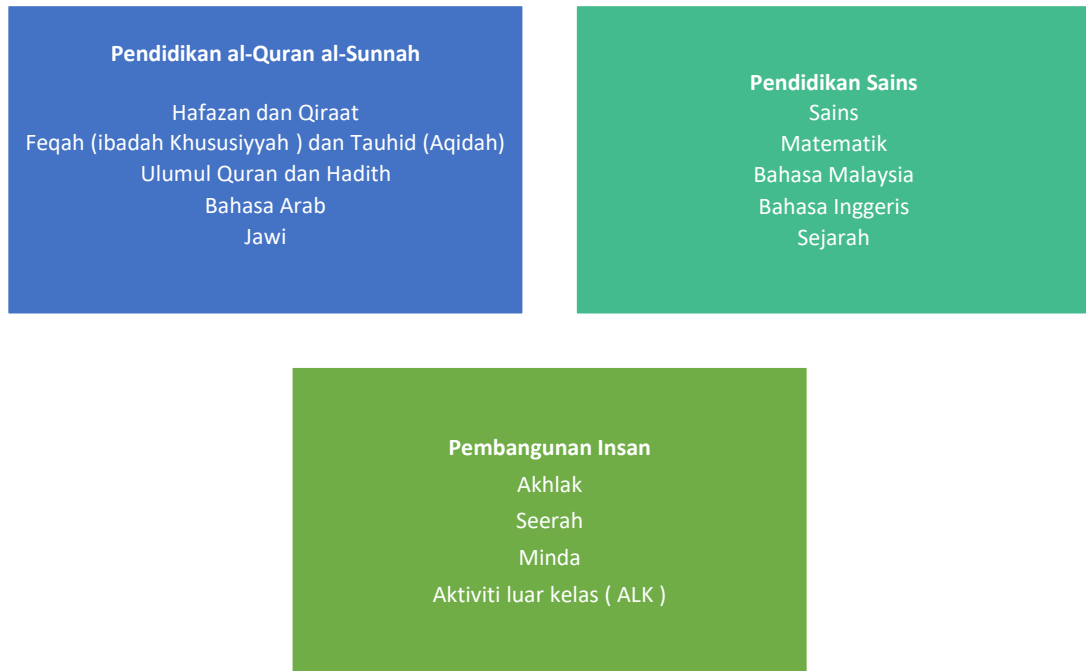 Pendidikan al-Quran al-Sunnah
Hafazan dan Qiraat
Feqah (ibadah Khususiyyah ) dan Tauhid (Aqidah)
Ulumul Quran dan Hadith
Bahasa Arab
Jawi
Pendidikan Sains
Sains
Matematik
Bahasa Malaysia
Bahasa Inggeris
Sejarah
Pembangunan Insan
Akhlak
Seerah
Minda
Aktiviti luar kelas ( ALK )